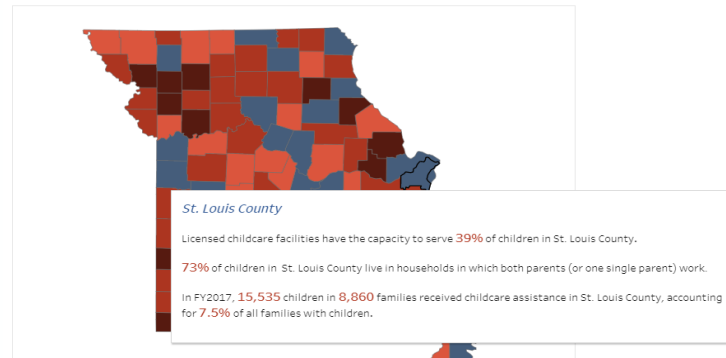 St. Louis County
Licensed childcare facilities have the capacity to serve 39% of children in St. Louis County.
73% of children in St. Louis County live in households in which both parents (or one single parent) work.
In FY2017, 15,535 children in 8,860 families received childcare assistance in St. Louis County, accounting
for 7.5% of all families with children.